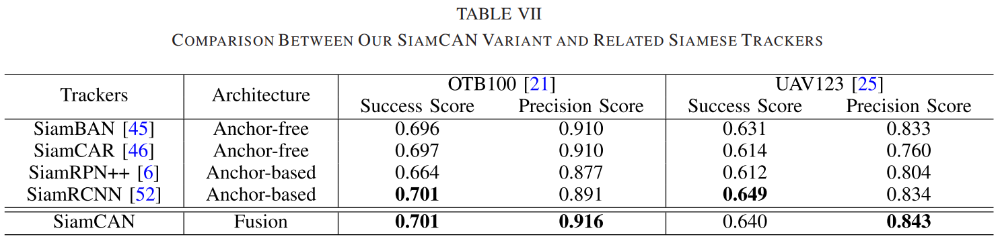 TABLE VII
COMPARISON BETWEEN OUR SIAMCAN VARIANT AND RELATED SIAMESE TRACKERS
Trackers Architecture OTB100 [21] UAV123 [25]
Success Score Precision Score Success Score Precision Score
SiamBAN [45] Anchor-free 0.696 0.910 0.631 0.833
SiamCAR [46] Anchor-free 0.697 0.910 0.614 0.760
SiamRPN++ [6] Anchor-based 0.664 0.877 0.612 0.804
SiamRCNN [52] Anchor-based 0.701 0.891 0.649 0.834
SiamCAN Fusion 0.701 0.916 0.640 0.843